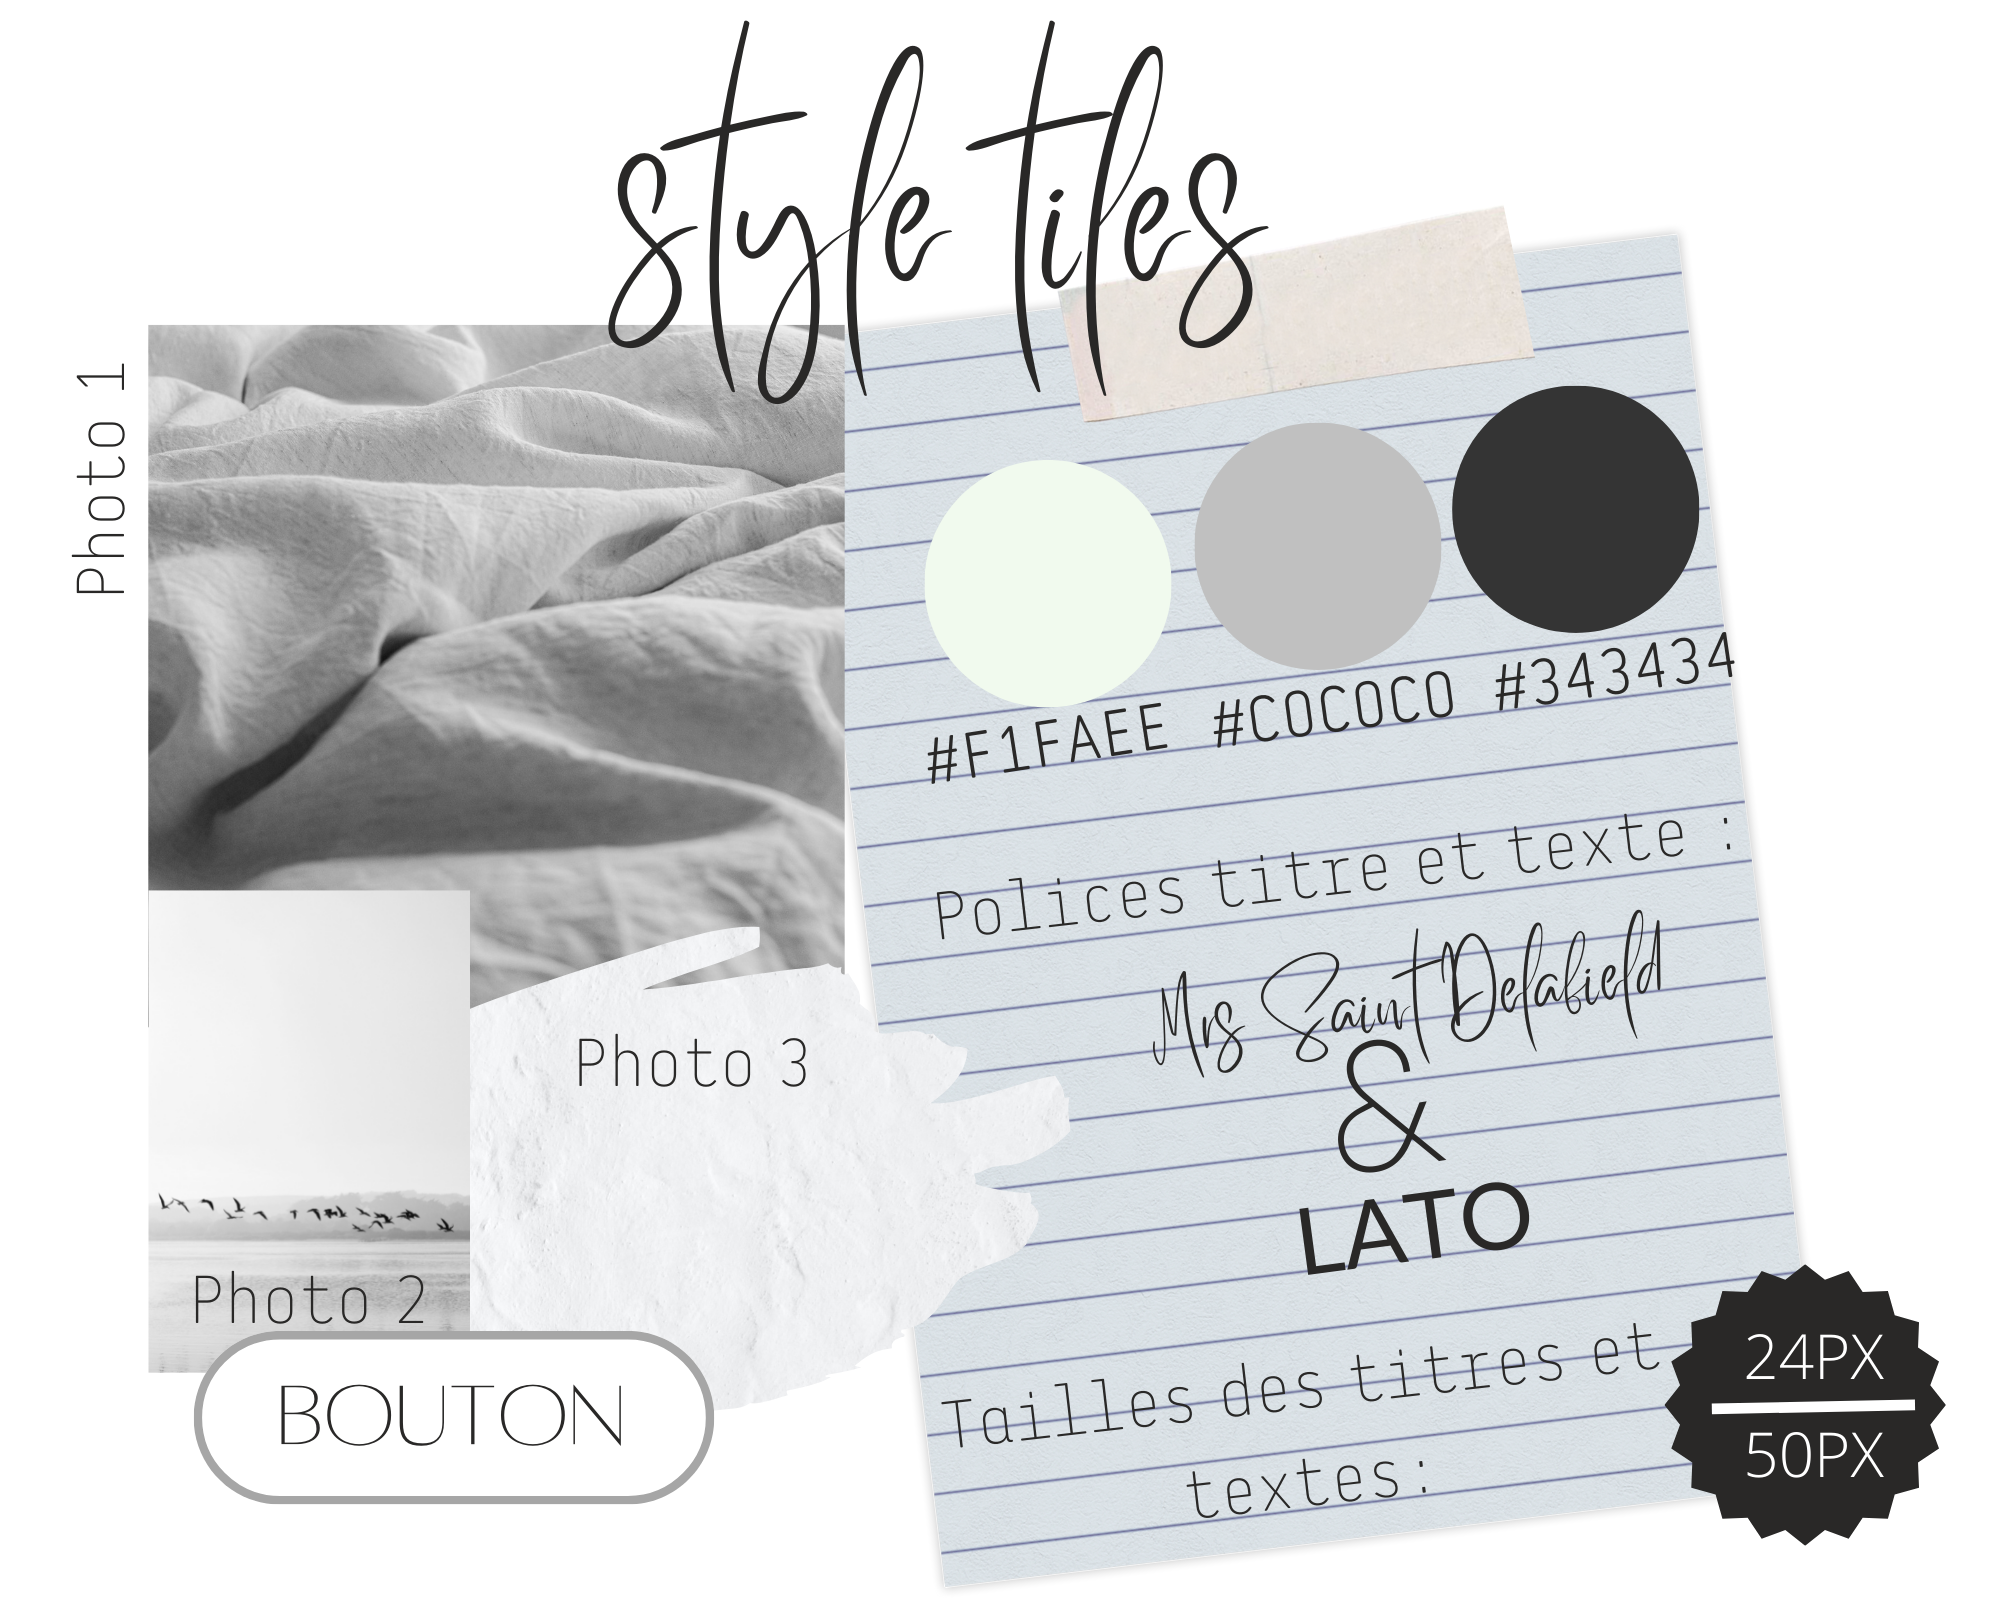 style tiles
Photo 1
#F1FAEE #C0C0C0 #343434
Polices titre et texte :
Mrs Saint Delafield
&
LATO
Photo 3
Photo 2
BOUTON
Tailles des titres et
textes:
24PX
50PX